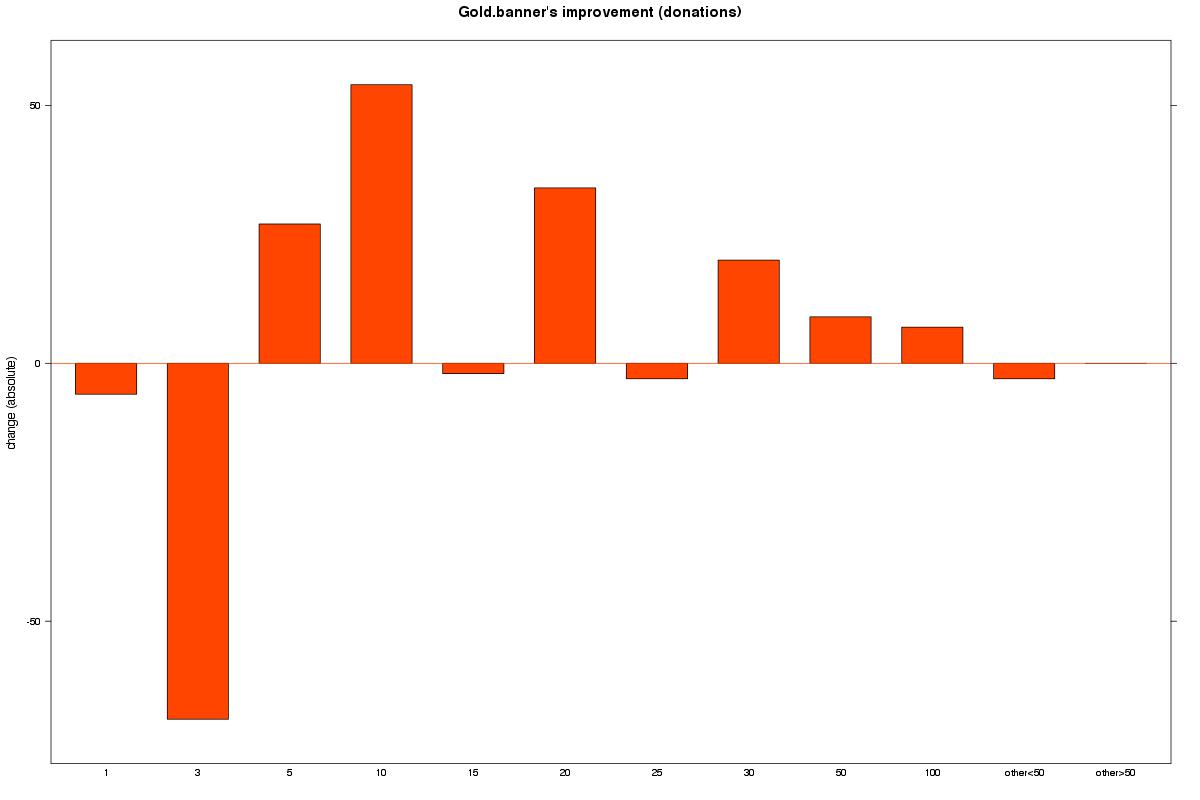 Gold.banner's improvement (donations)
change (absolute)
50
0
-50
1 3 5 10 15 20 25 30 50 100 other<50 other>50